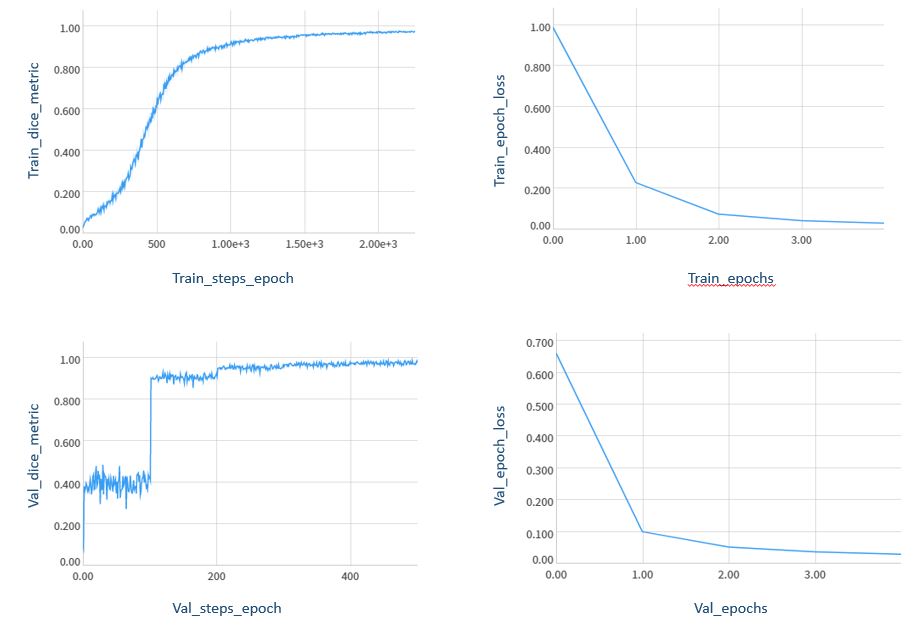 Train_dice_metric
1.00
0.800
0.600
0.400
0.200
0.00
0.00 500 1.00e+3 1.50e+3 2.00e+3
Train_steps_epoch
Train_epoch_loss
1.00
0.800
0.600
0.400
0.200
0.00
0.00 1.00 2.00 3.00
Train_epochs
Val_dice_metric
1.00
0.800
0.600
0.400
0.200
0.00
0.00 200 400
Val_steps_epoch
Val_epoch_loss
0.700
0.600
0.500
0.400
0.300
0.200
0.100
0.00
0.00 1.00 2.00 3.00
Val_epochs